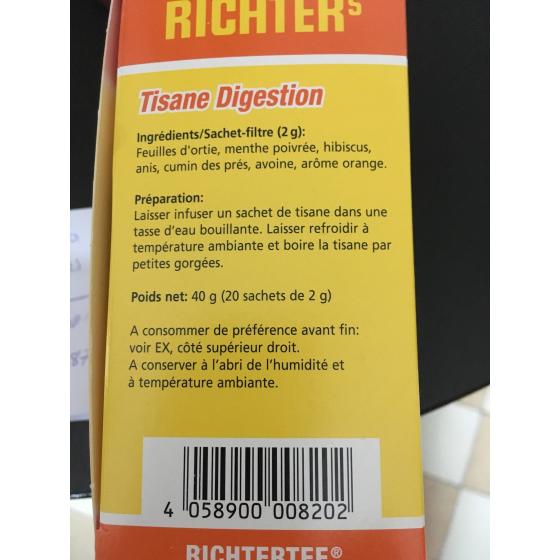 RICHTERS
Tisane Digestion
Ingrédients/Sachet-filtre (2 g):
Feuilles d'ortie, menthe poivrée, hibiscus,
anis, cumin des prés, avoine, arôme orange.
Préparation:
Laisser infuser un sachet de tisane dans une
tasse d'eau bouillante. Laisser refroidir à
température ambiante et boire la tisane par
petites gorgées.
Poids net: 40 g (20 sachets de 2 g)
A consommer de préférence avant fin:
voir EX, côté supérieur droit.
A conserver à l'abri de l'humidité et
à température ambiante.
4 058900 008202
RICHTERTEE®